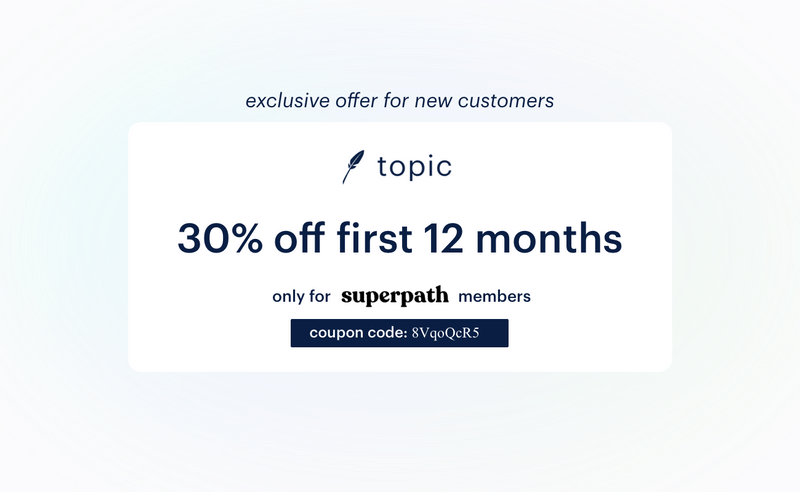 exclusive offer for new customers
topic
30% off first 12 months
only for superpath members
coupon code: 8VqoQcR5